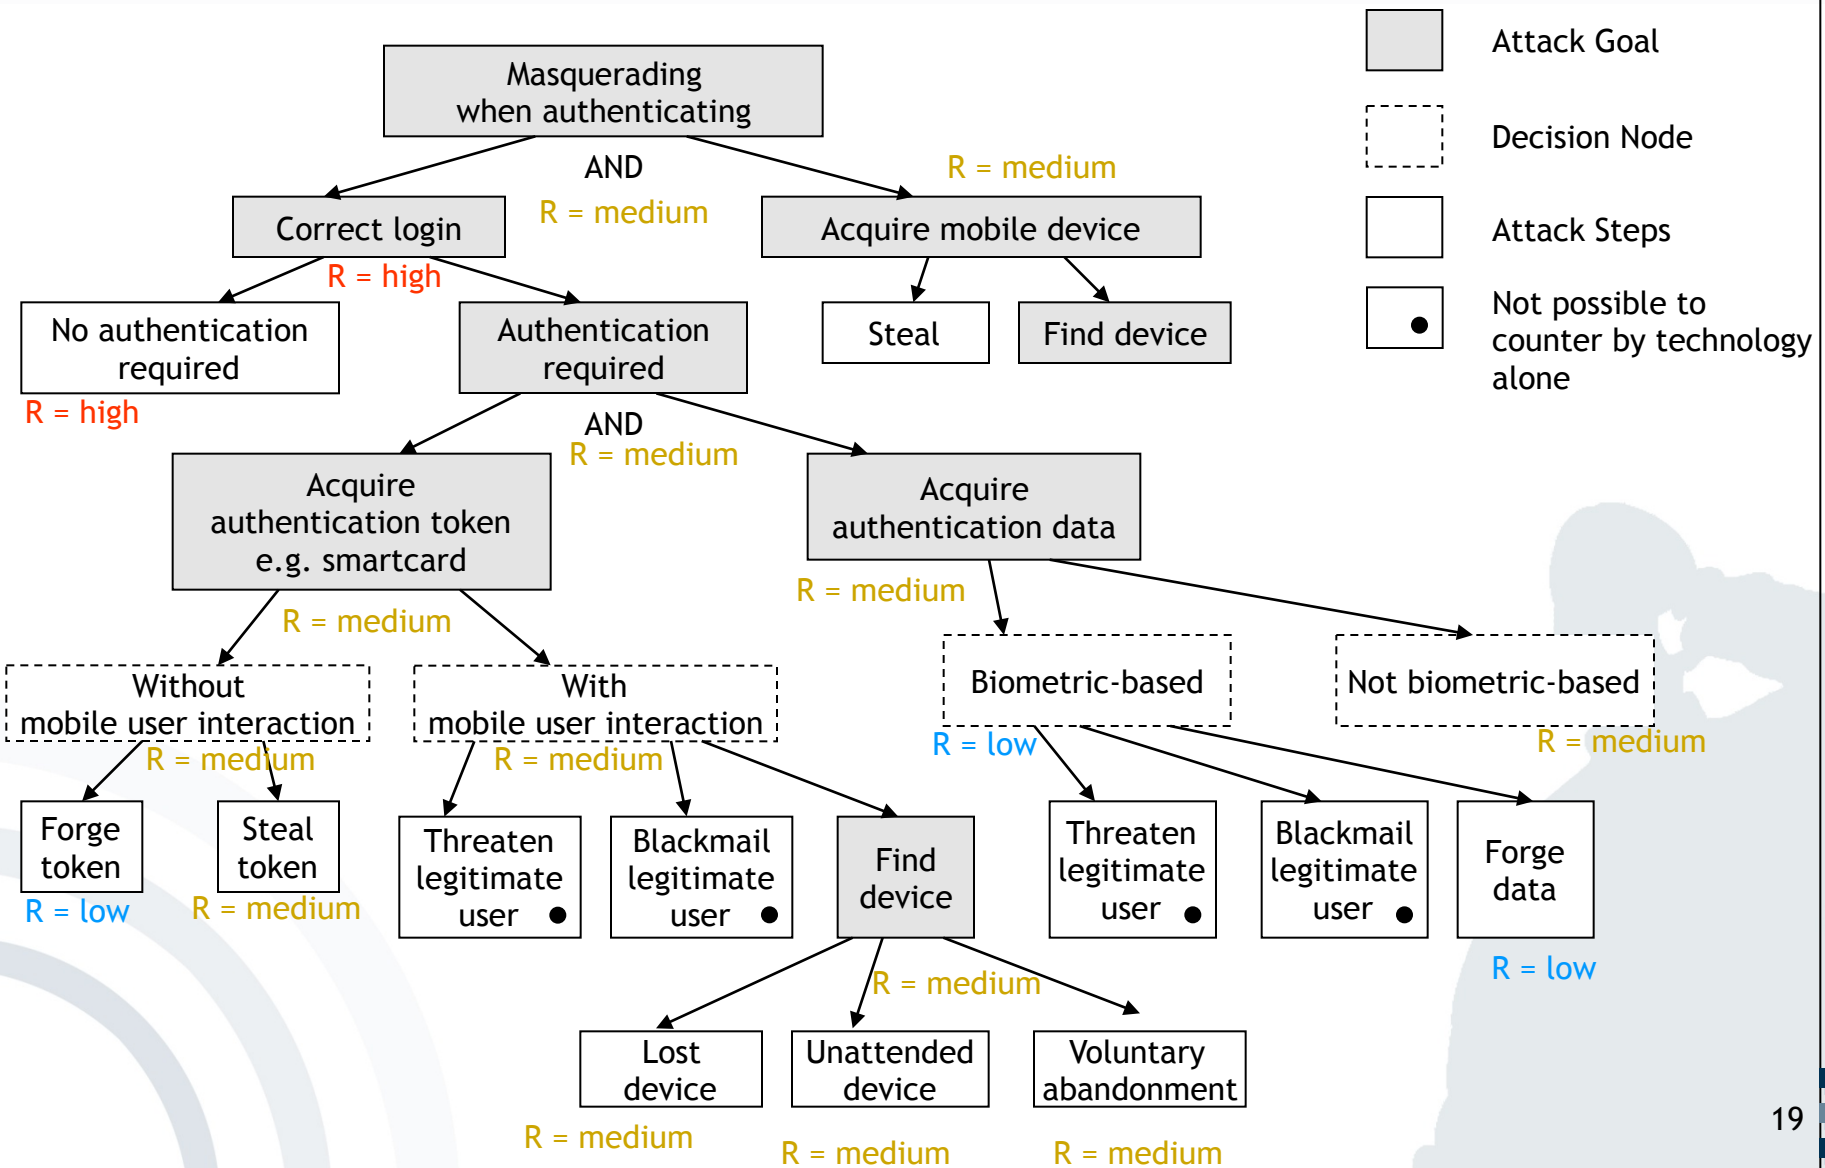 Masquerading
when authenticating
Attack Goal
Decision Node
Attack Steps
Not possible to
counter by technology
alone
AND
R = medium
R = medium
Correct login
Acquire mobile device
R = high
No authentication
required
R = high
Authentication
required
Steal
Find device
AND
R = medium
Acquire
authentication token
e.g. smartcard
R = medium
Acquire
authentication data
R = medium
Without
mobile user interaction
R = medium
With
mobile user interaction
R = medium
Biometric-based
R = low
Not biometric-based
R = medium
Forge
token
R = low
Steal
token
R = medium
Threaten
legitimate
user
Blackmail
legitimate
user
Find
device
R = medium
Threaten
legitimate
user
Blackmail
legitimate
user
Forge
data
R = low
Lost
device
R = medium
Unattended
device
R = medium
Voluntary
abandonment
R = medium
19